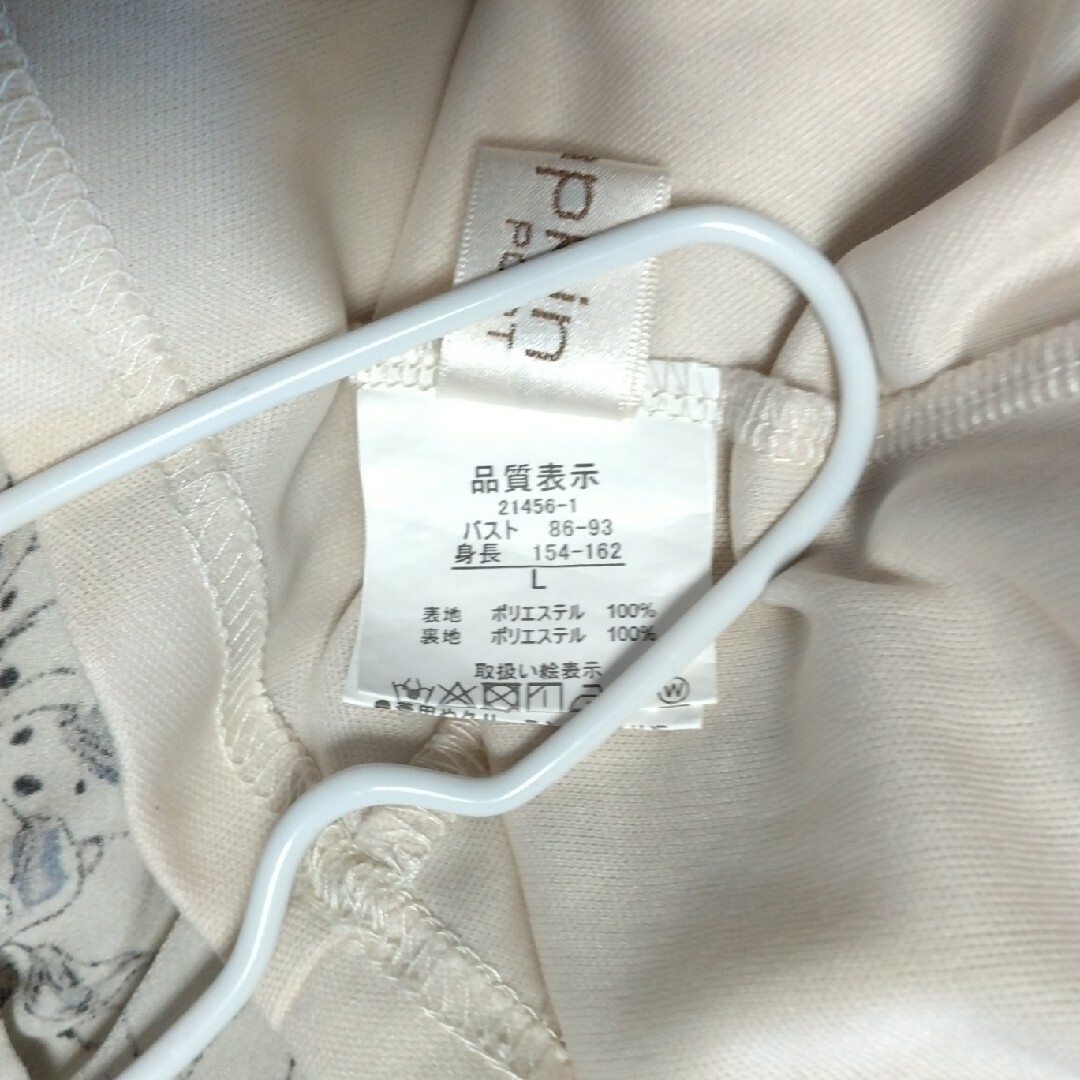 品質表示
21456-1
バスト 86-93
身長 154-162
L
表地 ポリエステル 100%
裏地 ポリエステル 100%
取扱い絵表示
W